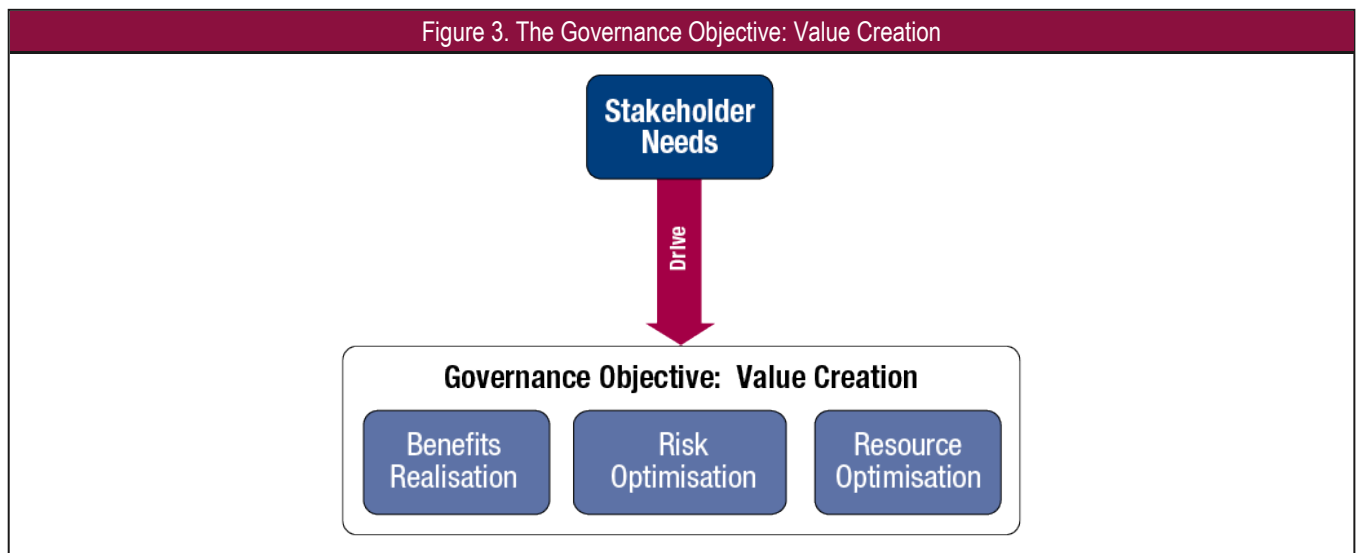 Figure 3. The Governance Objective: Value Creation
Stakeholder
Needs
Drive
Governance Objective: Value Creation
Benefits
Realisation
Risk
Optimisation
Resource
Optimisation